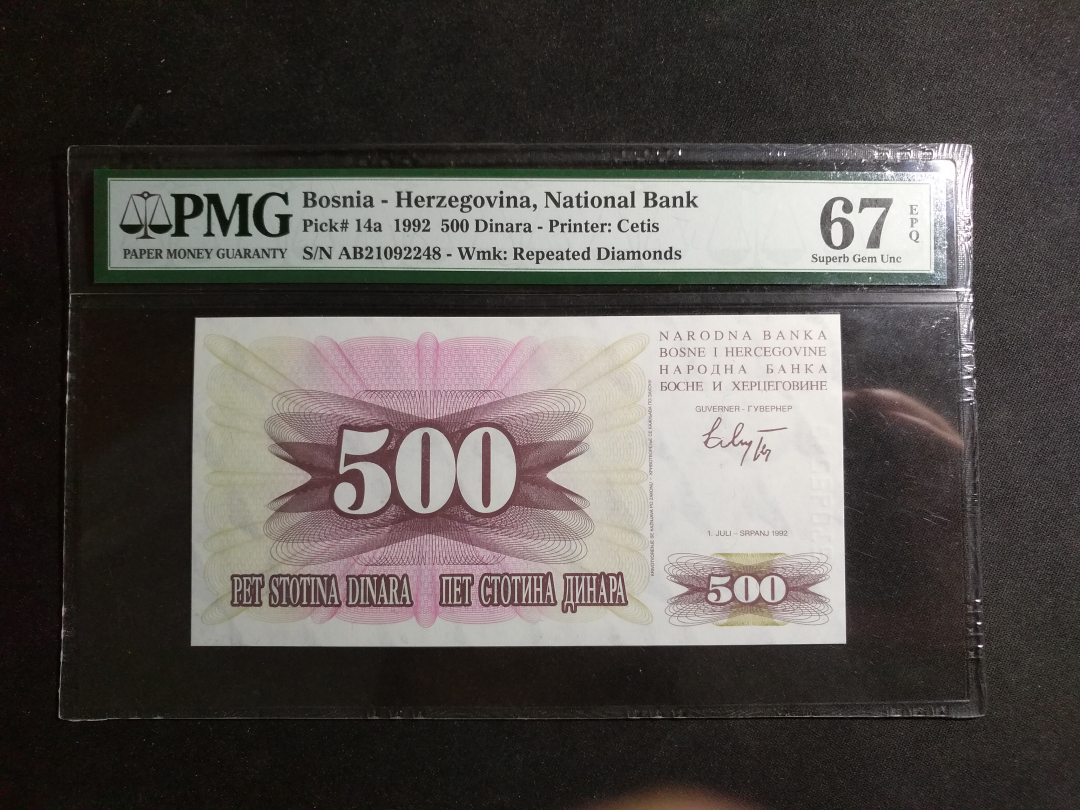 PMG
PAPER MONEY GUARANTY
Bosnia - Herzegovina, National Bank
Pick# 14a 1992 500 Dinara - Printer: Cetis
S/N AB21092248 - Wmk: Repeated Diamonds
67
EPQ
Superb Gem Unc
NARODNA BANKA
BOSNE I HERCEGOVINE
НАРОДНА БАНКА
БОСНЕ И ХЕРЦЕГОВИНЕ
GUVERNER - ГУВЕРНЕР
500
1. JULI - SRPANJ 1992
PET STOTINA DINARA ПЕТ СТОТИНА ДИНАРА
500